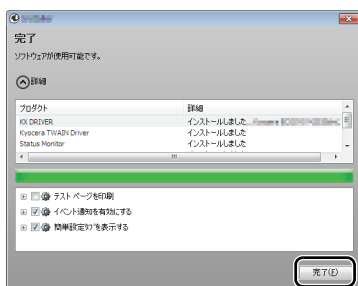 完了
ソフトウェアが使用可能です。
詳細
プロダクト 詳細
KX DRIVER インストールしました
Kyocera TWAIN Driver インストールしました
Status Monitor インストールしました
テスト ページを印刷
イベント通知を有効にする
簡単設定ﾀﾌﾞを表示する
完了(F)